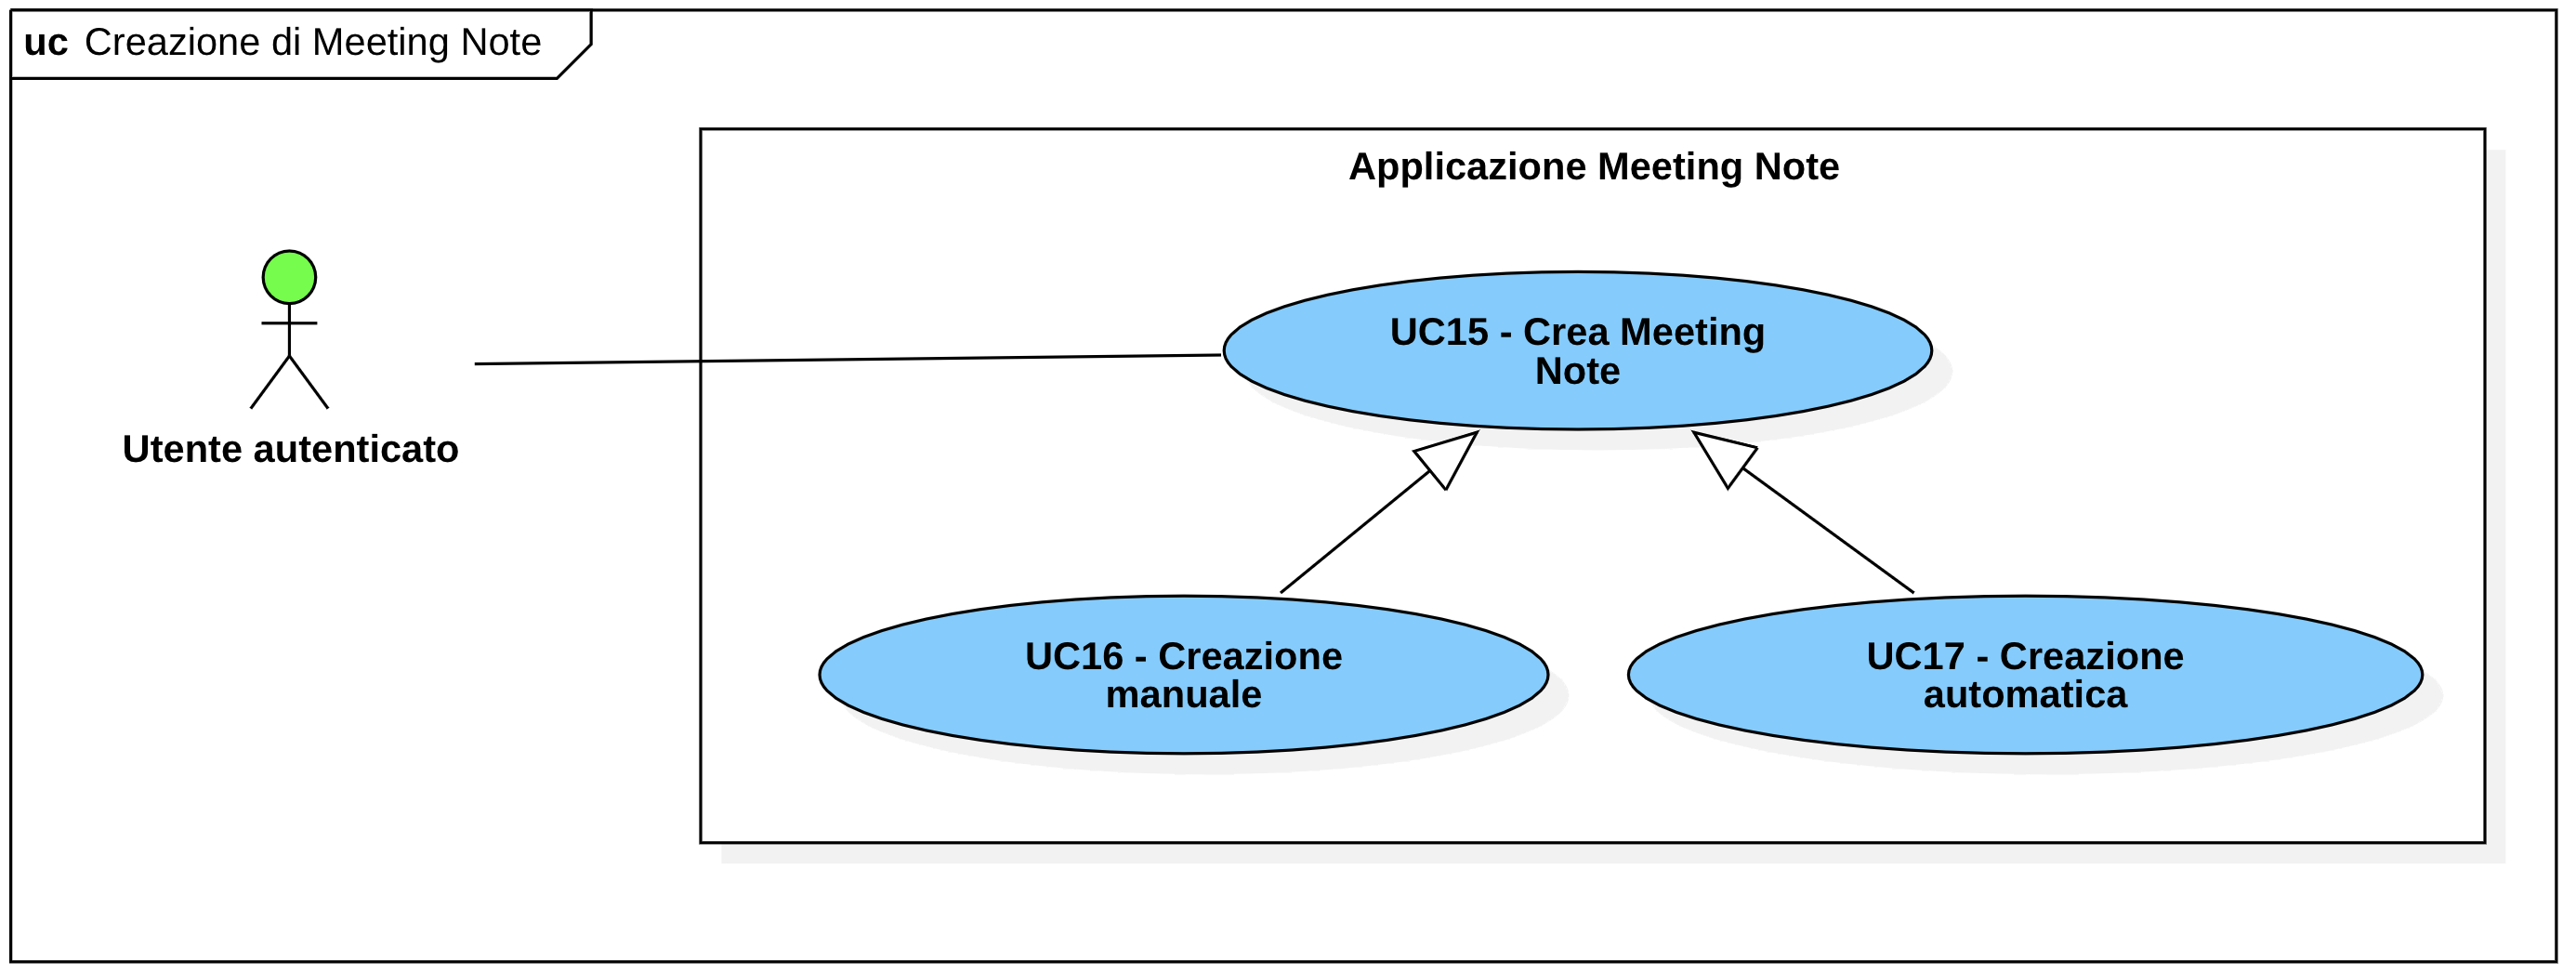 uc Creazione di Meeting Note
Applicazione Meeting Note
UC15 - Crea Meeting
Note
Utente autenticato
UC16 - Creazione
manuale
UC17 - Creazione
automatica